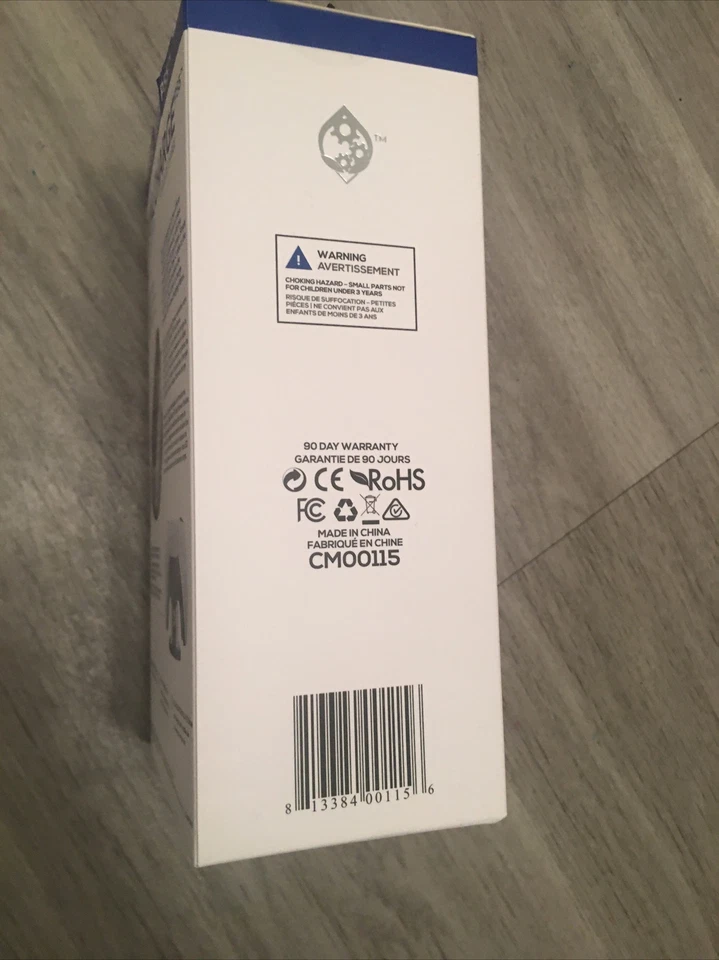 TM
WARNING
AVERTISSEMENT
CHOKING HAZARD – SMALL PARTS NOT
FOR CHILDREN UNDER 3 YEARS
RISQUE DE SUFFOCATION - PETITES
PIÈCES | NE CONVIENT PAS AUX
ENFANTS DE MOINS DE 3 ANS
90 DAY WARRANTY
GARANTIE DE 90 JOURS
CE RoHS
FC
MADE IN CHINA
FABRIQUÉ EN CHINE
CM00115
8 13384 00115 6